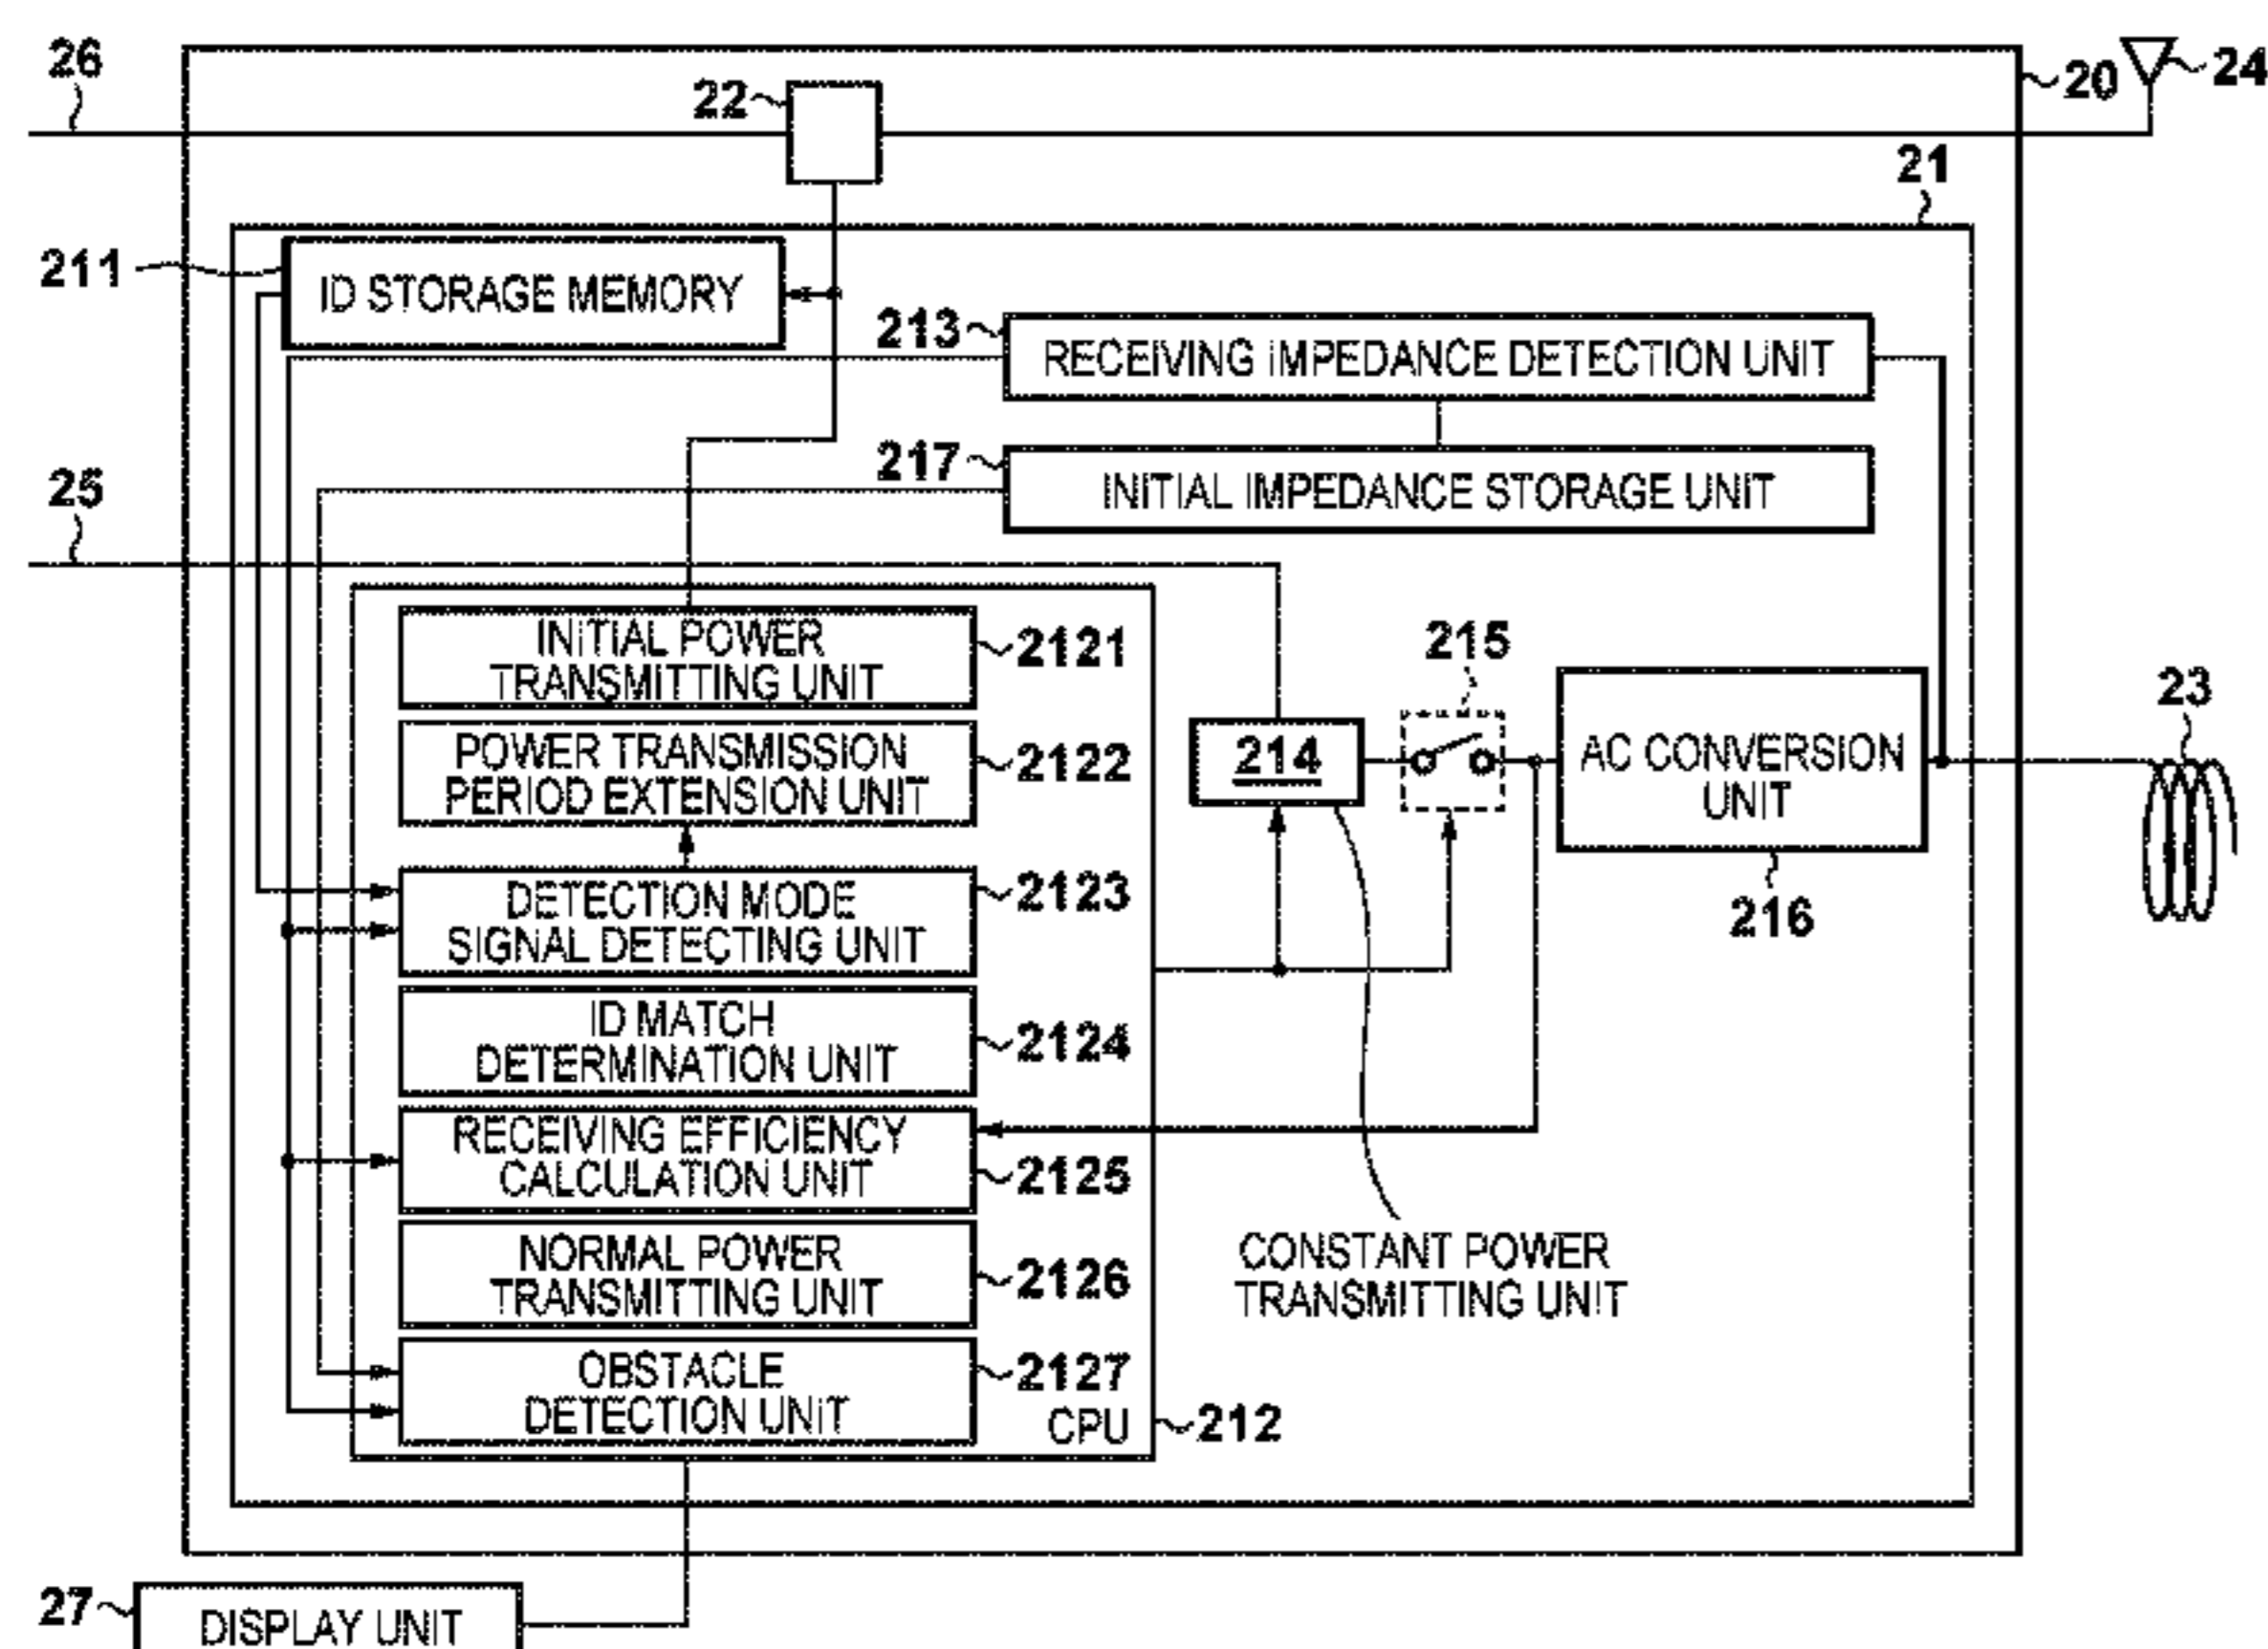 26
22
20
24
21
211
ID STORAGE MEMORY
213
RECEIVING IMPEDANCE DETECTION UNIT
217
INITIAL IMPEDANCE STORAGE UNIT
25
INITIAL POWER
TRANSMITTING UNIT
2121
POWER TRANSMISSION
PERIOD EXTENSION UNIT
2122
DETECTION MODE
SIGNAL DETECTING UNIT
2123
ID MATCH
DETERMINATION UNIT
2124
RECEIVING EFFICIENCY
CALCULATION UNIT
2125
NORMAL POWER
TRANSMITTING UNIT
2126
OBSTACLE
DETECTION UNIT
2127
CPU
212
214
215
AC CONVERSION
UNIT
216
23
CONSTANT POWER
TRANSMITTING UNIT
27
DISPLAY UNIT